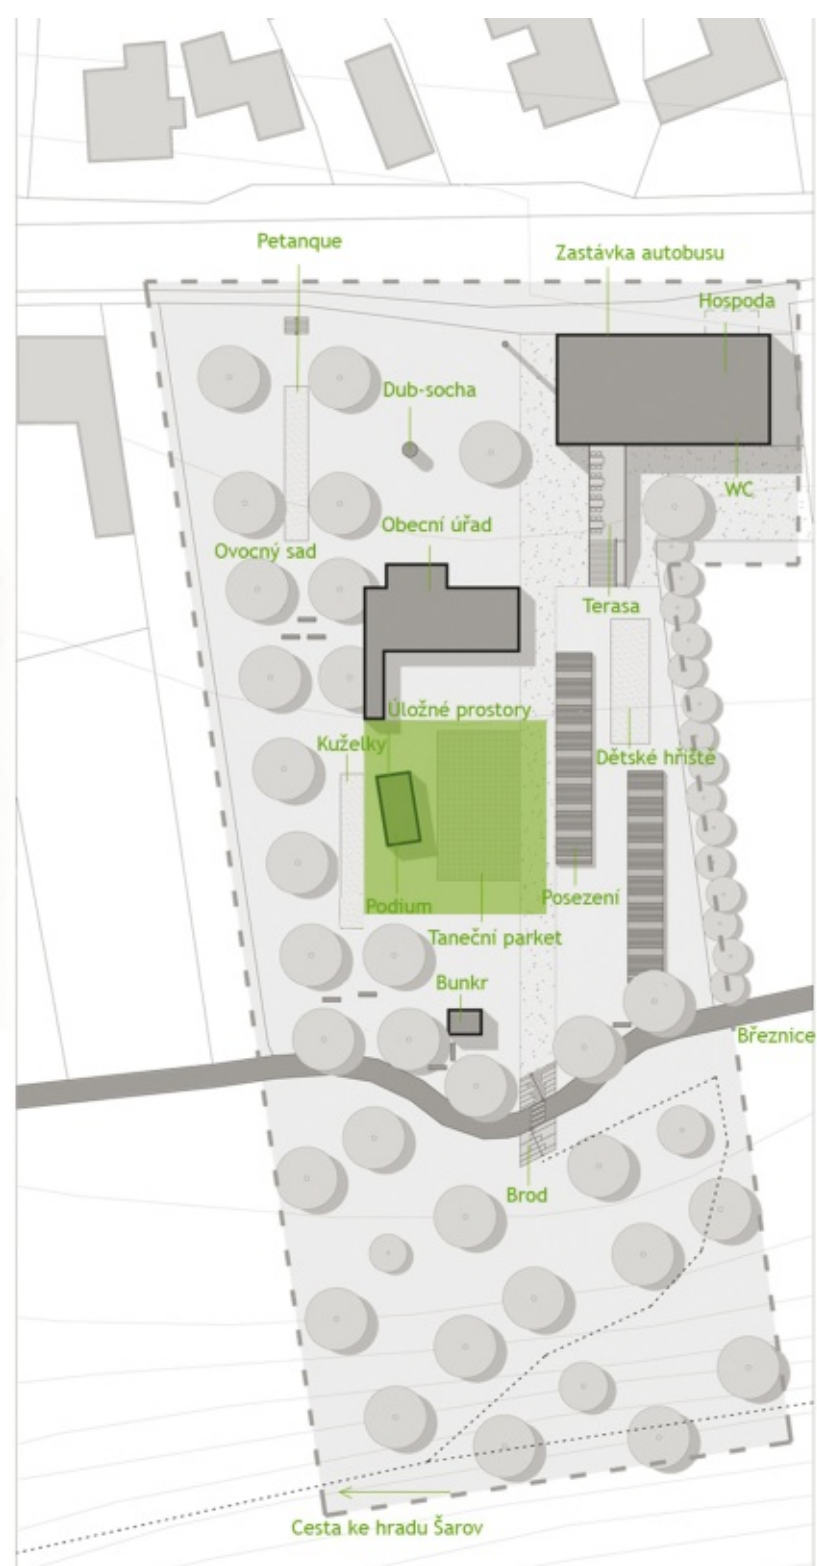 Petanque
Zastávka autobusu
Hospoda
Dub-socha
WC
Obecní úřad
Ovocný sad
Terasa
Úložné prostory
Kuželky
Dětské hřiště
Podium
Posezení
Taneční parket
Bunkr
Březnice
Brod
Cesta ke hradu Šarov